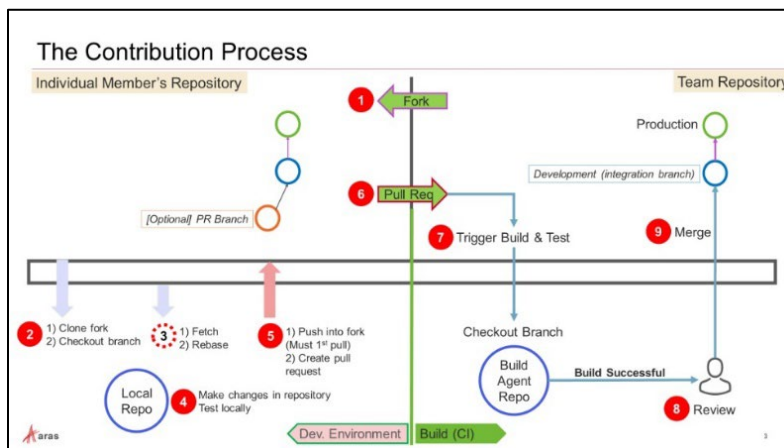 The Contribution Process
Individual Member's Repository
Team Repository
1
Fork
Production
Development (integration branch)
6
Pull Req
[Optional] PR Branch
7
Trigger Build & Test
9
Merge
2
1) Clone fork
2) Checkout branch
3
1) Fetch
2) Rebase
5
1) Push into fork
(Must 1st pull)
2) Create pull
request
Checkout Branch
Local
Repo
4
Make changes in repository
Test locally
Build
Agent
Repo
Build Successful
8
Review
aras
Dev. Environment
Build (CI)
3